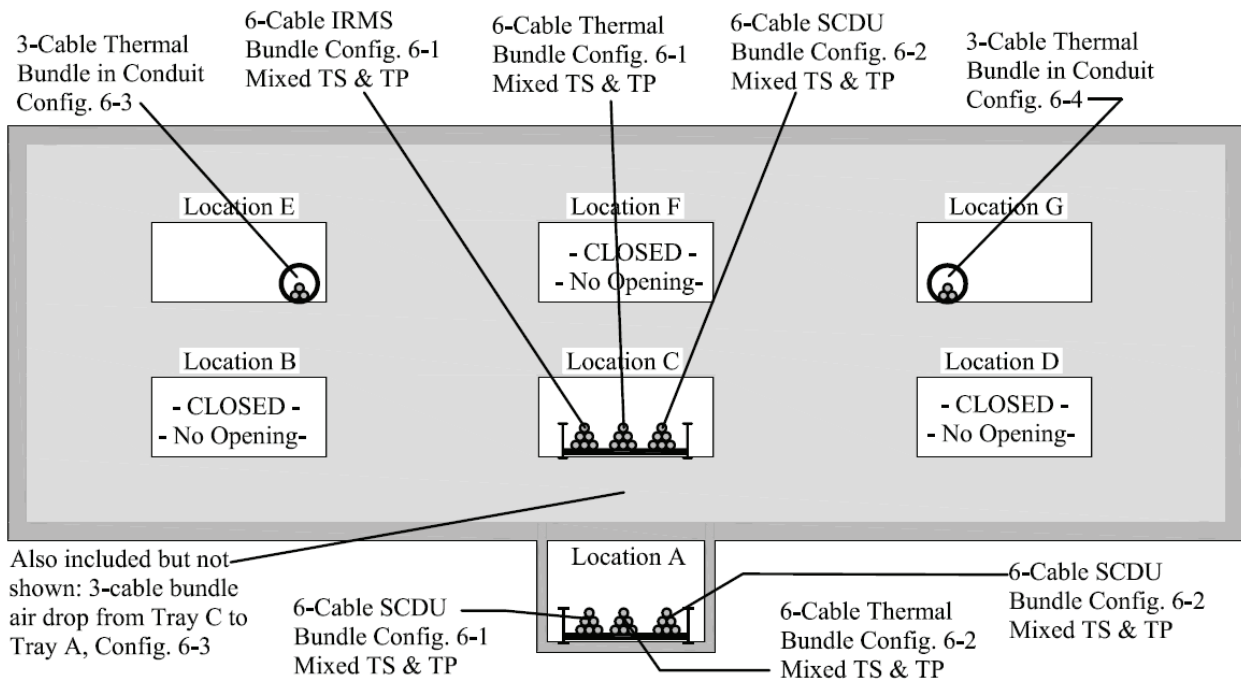 3-Cable Thermal
Bundle in Conduit
Config. 6-3
6-Cable IRMS
Bundle Config. 6-1
Mixed TS & TP
6-Cable Thermal
Bundle Config. 6-1
Mixed TS & TP
6-Cable SCDU
Bundle Config. 6-2
Mixed TS & TP
3-Cable Thermal
Bundle in Conduit
Config. 6-4
Location E
Location F
- CLOSED -
- No Opening-
Location G
Location B
- CLOSED -
- No Opening-
Location C
Location D
- CLOSED -
- No Opening-
Also included but not
shown: 3-cable bundle
air drop from Tray C to
Tray A, Config. 6-3
Location A
6-Cable SCDU
Bundle Config. 6-1
Mixed TS & TP
6-Cable Thermal
Bundle Config. 6-2
Mixed TS & TP
6-Cable SCDU
Bundle Config. 6-2
Mixed TS & TP